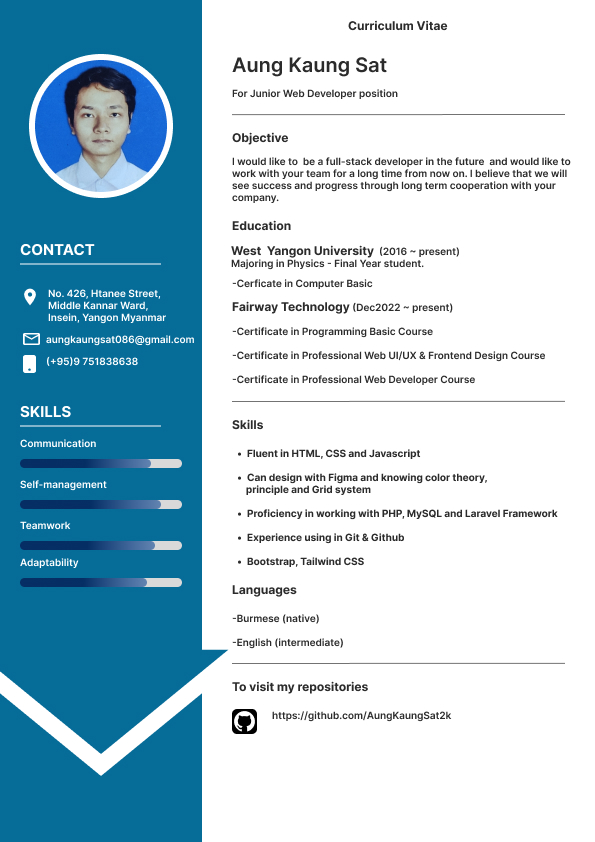 Curriculum Vitae
Aung Kaung Sat
For Junior Web Developer position
Objective
I would like to  be a full-stack developer in the future  and would like to
work with your team for a long time from now on. I believe that we will
see success and progress through long term cooperation with your
company.
Education
West  Yangon University  (2016 ~ present)
Majoring in Physics - Final Year student.
-Cerficate in Computer Basic
Fairway Technology (Dec2022 ~ present)
-Certificate in Programming Basic Course
-Certificate in Professional Web UI/UX & Frontend Design Course
-Certificate in Professional Web Developer Course
Skills
• Fluent in HTML, CSS and Javascript
• Can design with Figma and knowing color theory,
principle and Grid system
• Proficiency in working with PHP, MySQL and Laravel Framework
• Experience using in Git & Github
• Bootstrap, Tailwind CSS
Languages
-Burmese (native)
-English (intermediate)
To visit my repositories
https://github.com/AungKaungSat2k
CONTACT
No. 426, Htanee Street,
Middle Kannar Ward,
Insein, Yangon Myanmar
aungkaungsat086@gmail.com
(+95)9 751838638
SKILLS
Communication
Self-management
Teamwork
Adaptability